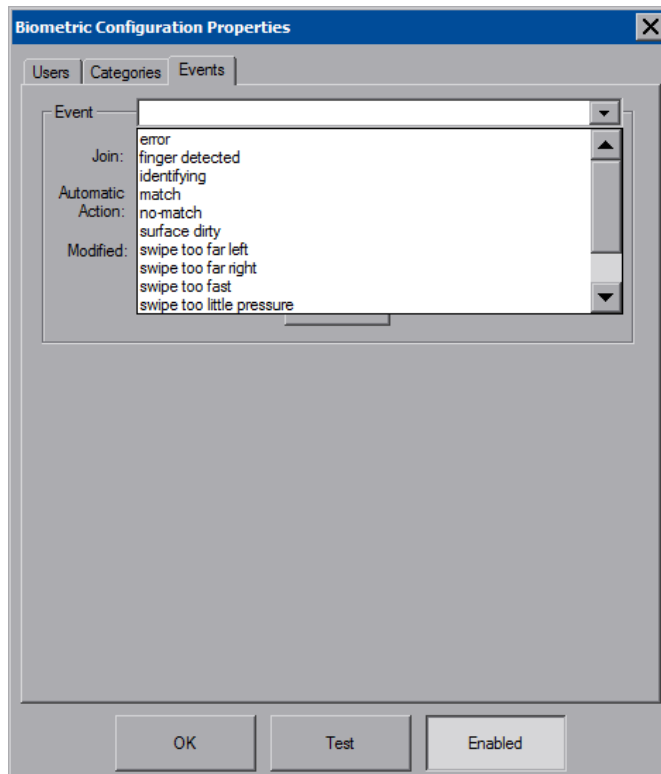 Biometric Configuration Properties
Users Categories Events
Event
error
Join: finger detected
identifying
Automatic
Action:
match
no-match
surface dirty
Modified: swipe too far left
swipe too far right
swipe too fast
swipe too little pressure
OK Test Enabled